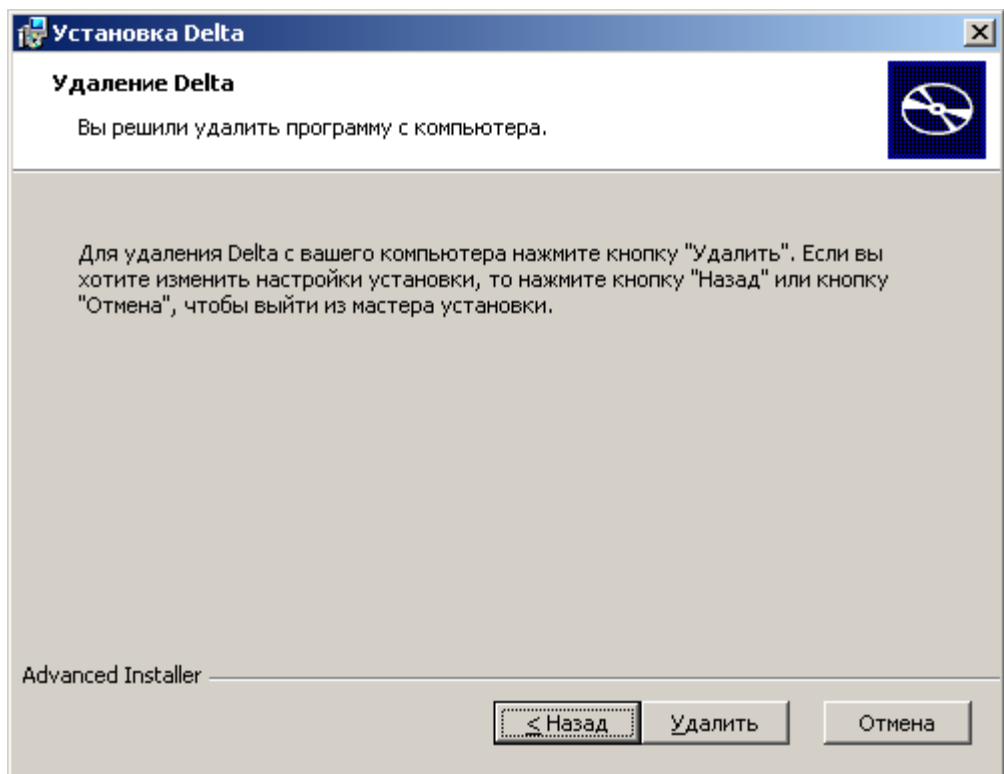 Установка Delta
Удаление Delta
Вы решили удалить программу с компьютера.
Для удаления Delta с вашего компьютера нажмите кнопку "Удалить". Если вы
хотите изменить настройки установки, то нажмите кнопку "Назад" или кнопку
"Отмена", чтобы выйти из мастера установки.
Advanced Installer
< Назад
Удалить
Отмена